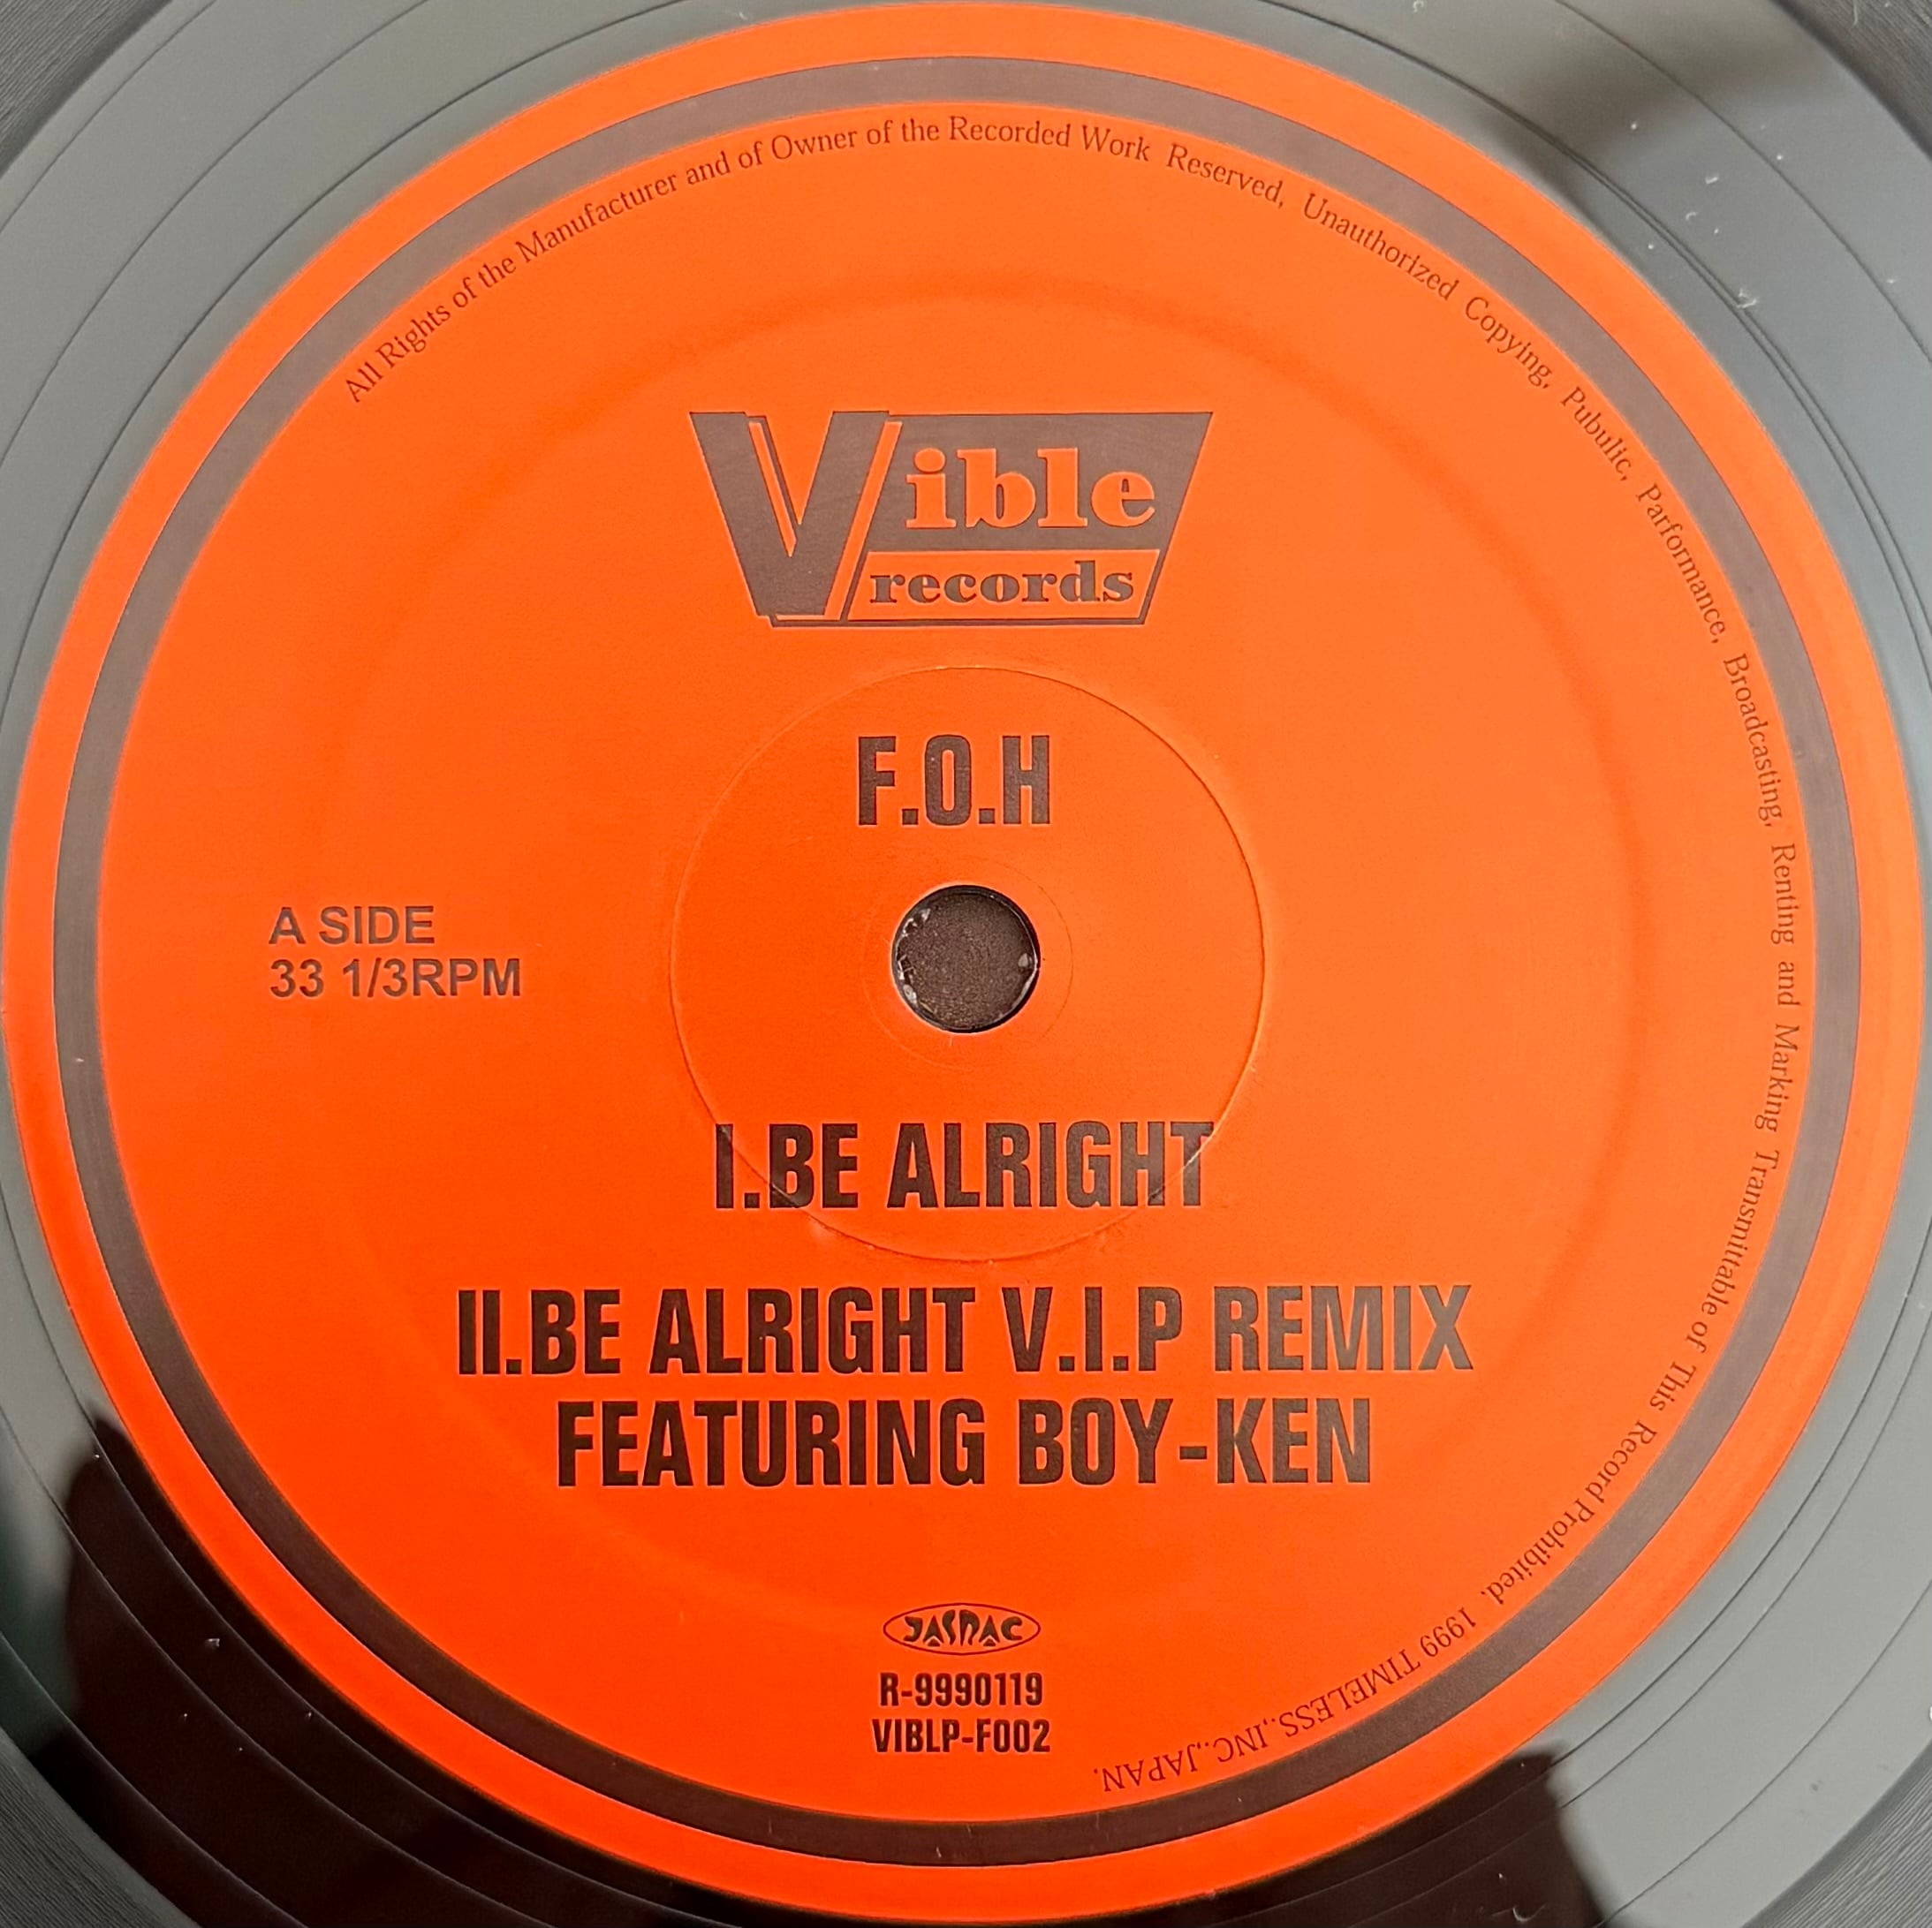 All Rights of the Manufacturer and of Owner of the Recorded Work Reserved, Unauthorized Copying, Pubulic, Parformance, Broadcasting, Renting and Marking Transmittable of This Record Prohibited. 1999 TIMELESS.,INC.,JAPAN.
Vible
records
F.O.H
A SIDE
33 1/3RPM
I.BE ALRIGHT
II.BE ALRIGHT V.I.P REMIX
FEATURING BOY-KEN
JASRAC
R-9990119
VIBLP-F002